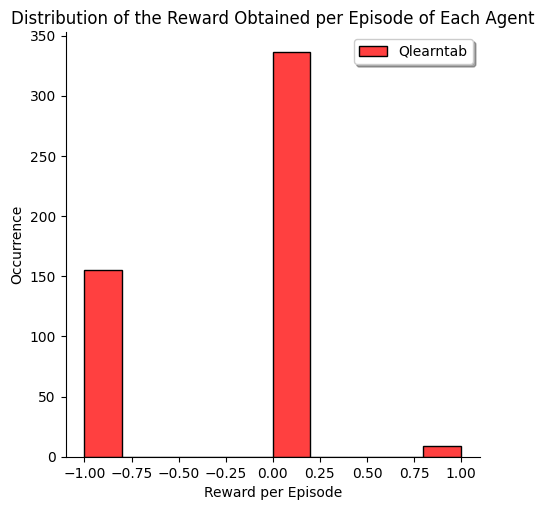 Distribution of the Reward Obtained per Episode of Each Agent
Qlearntab
350
300
250
200
150
100
50
0
Occurrence
−1.00 −0.75 −0.50 −0.25 0.00 0.25 0.50 0.75 1.00
Reward per Episode